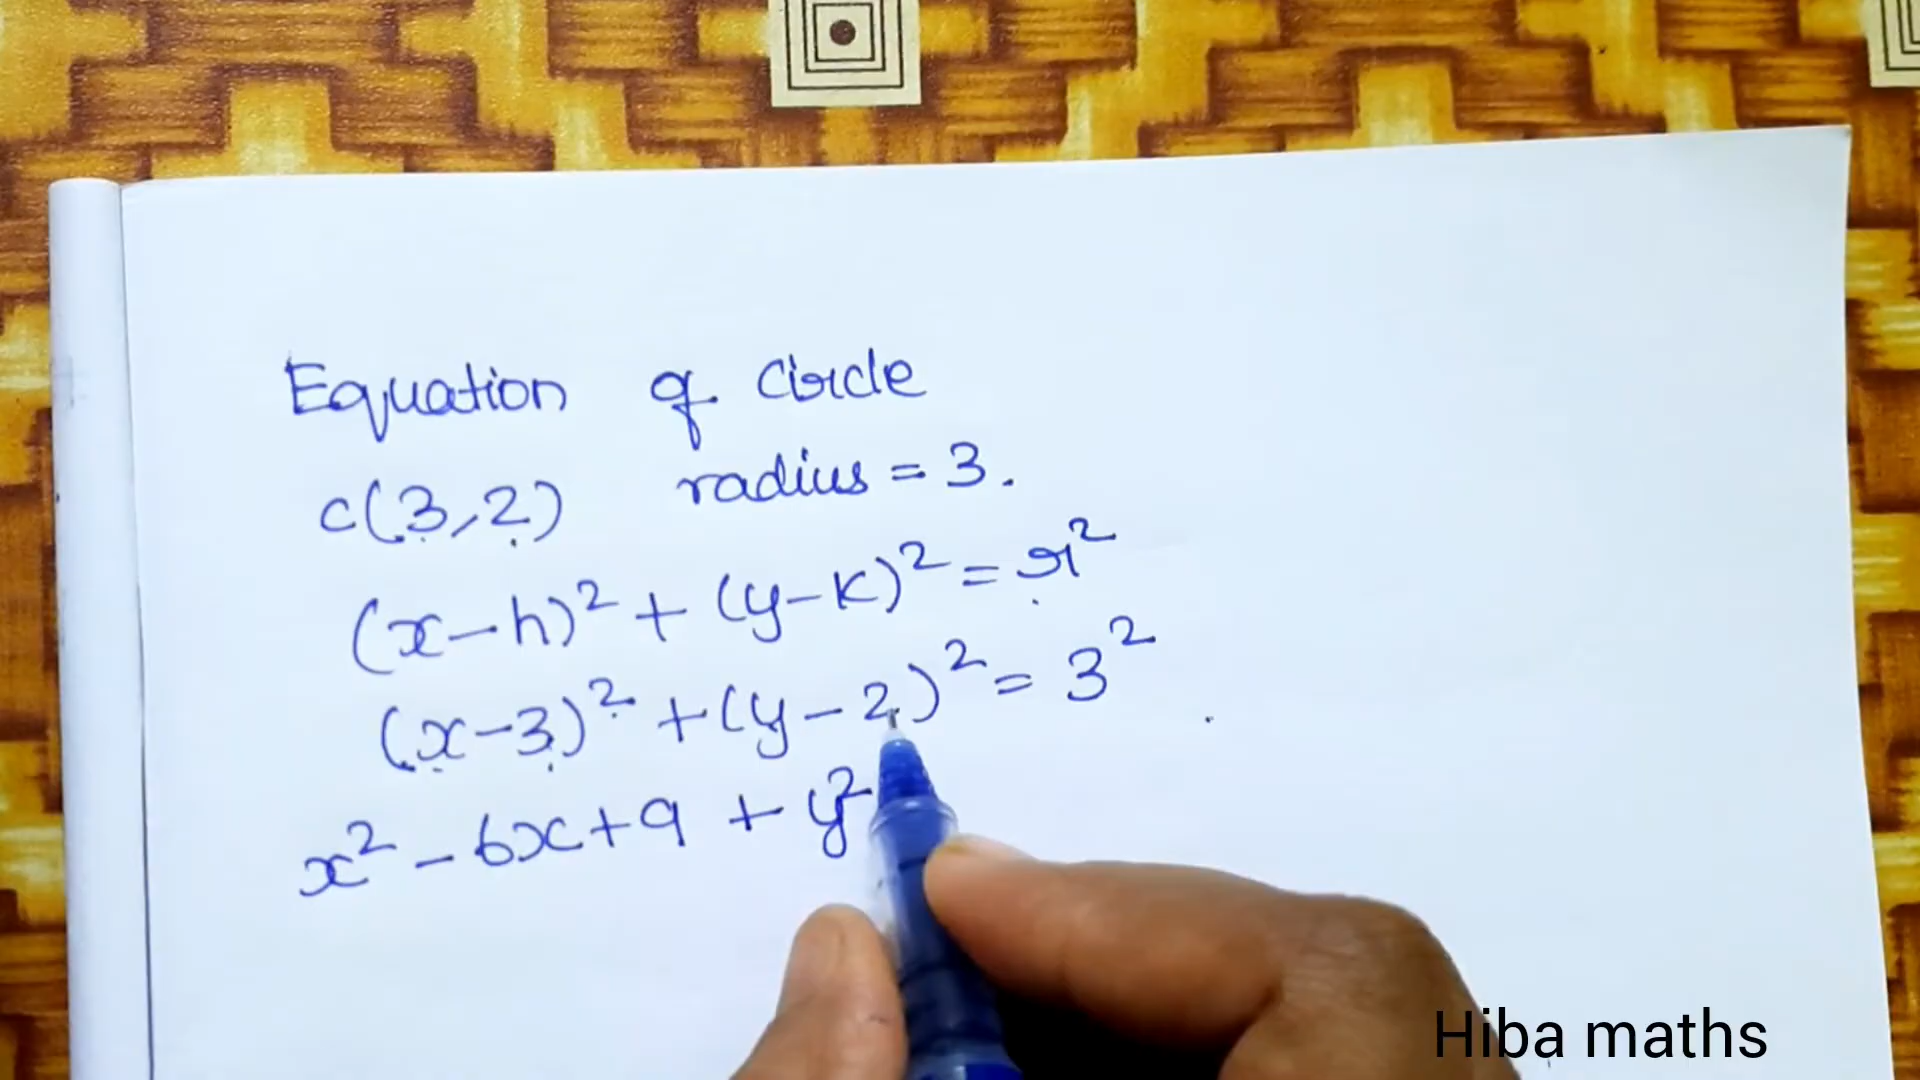 Equation of Circle
C(3,2) radius = 3.
(x-h)² + (y-k)² = r²
(x-3)² + (y-2)² = 3²
x² - 6x + 9 + y²
Hiba maths